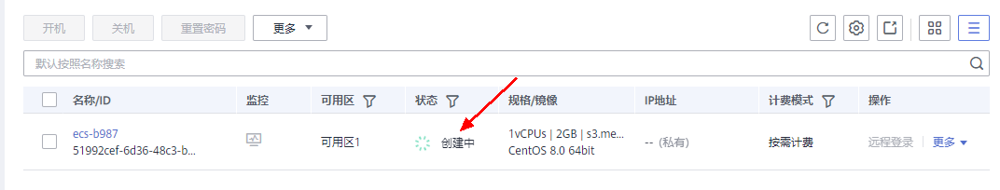 开机 关机 重置密码 更多
默认按照名称搜索
名称/ID 监控 可用区 状态 规格/镜像 IP地址 计费模式 操作
ecs-b987 1vCPUs | 2GB | s3.me...
可用区1 创建中 -- (私有) 按需计费 远程登录 更多
51992cef-6d36-48c3-b... CentOS 8.0 64bit